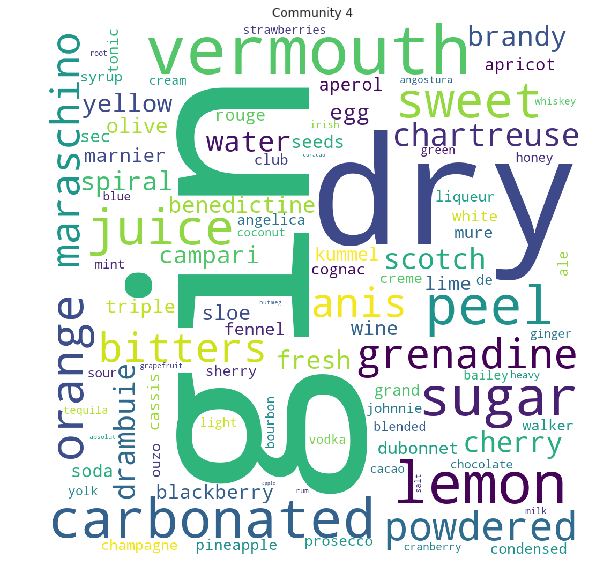 Community 4
strawberries
vermouth
brandy
root
tonic
syrup
cream
aperol
angostura
apricot
maraschino
yellow
rouge
egg
sweet
whiskey
olive
water
irish
chartreuse
sec
seeds
marnier
club
curacao
green
honey
spiral
gin
dry
blue
benedictine
liqueur
juice
angelica
white
mint
coconut
kummel
mure
campari
cognac
scotch
ale
creme
lime
de
triple
sloe
nutmeg
anis
peel
orange
fennel
wine
ginger
bitters
fresh
grenadine
sour
grapefruit
sherry
bailey
heavy
drambuie
cassis
grand
sugar
tequila
light
bourbon
johnnie
walker
absolut
vodka
blended
ouzo
dubonnet
cherry
soda
cacao
chocolate
yolk
blackberry
rum
lemon
salt
carbonated
powdered
milk
champagne
pineapple
prosecco
cranberry
condensed